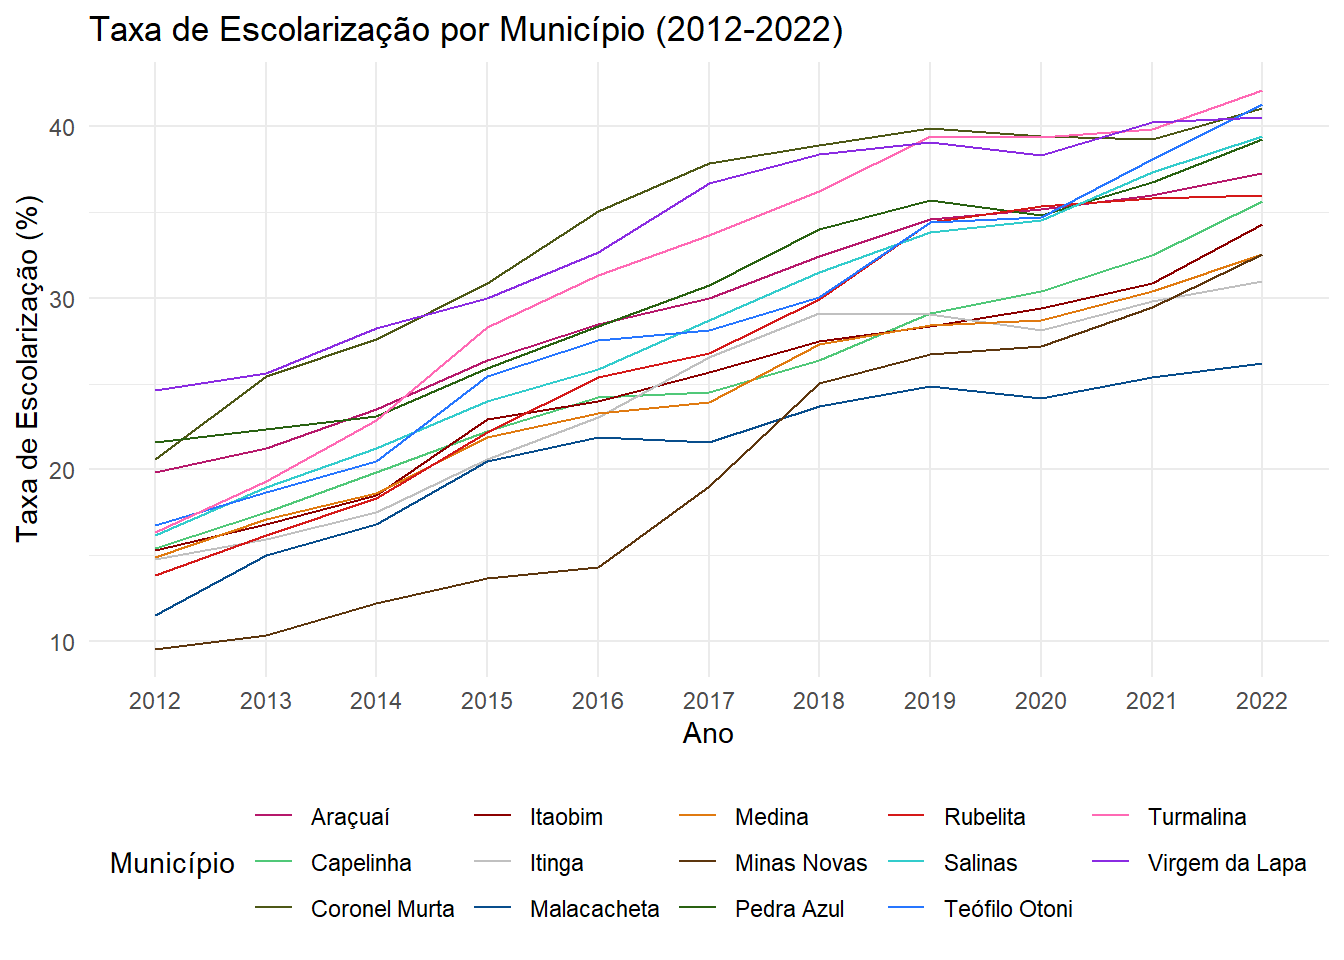 Taxa de Escolarização por Município (2012-2022)
Taxa de Escolarização (%)
40
30
20
10
2012 2013 2014 2015 2016 2017 2018 2019 2020 2021 2022
Ano
Município
Araçuaí Itaobim Medina Rubelita Turmalina
Capelinha Itinga Minas Novas Salinas Virgem da Lapa
Coronel Murta Malacacheta Pedra Azul Teófilo Otoni